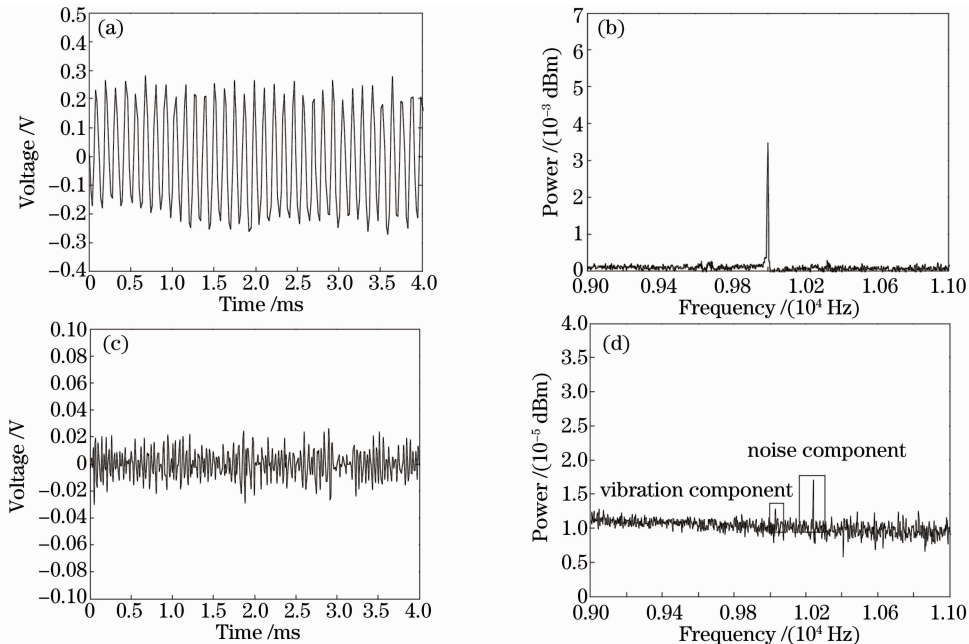 (a)
Voltage /V
0.5
0.4
0.3
0.2
0.1
0
−0.1
−0.2
−0.3
−0.4
0 0.5 1.0 1.5 2.0 2.5 3.0 3.5 4.0
Time /ms
(b)
Power /(10⁻³ dBm)
7
6
5
4
3
2
1
0
0.90 0.94 0.98 1.02 1.06 1.10
Frequency /(10⁴ Hz)
(c)
Voltage /V
0.10
0.08
0.06
0.04
0.02
0
−0.02
−0.04
−0.06
−0.08
−0.10
0 0.5 1.0 1.5 2.0 2.5 3.0 3.5 4.0
Time /ms
(d)
Power /(10⁻⁵ dBm)
4.0
3.5
3.0
2.5
2.0
1.5
1.0
0.5
0
noise component
vibration component
0.90 0.94 0.98 1.02 1.06 1.10
Frequency /(10⁴ Hz)